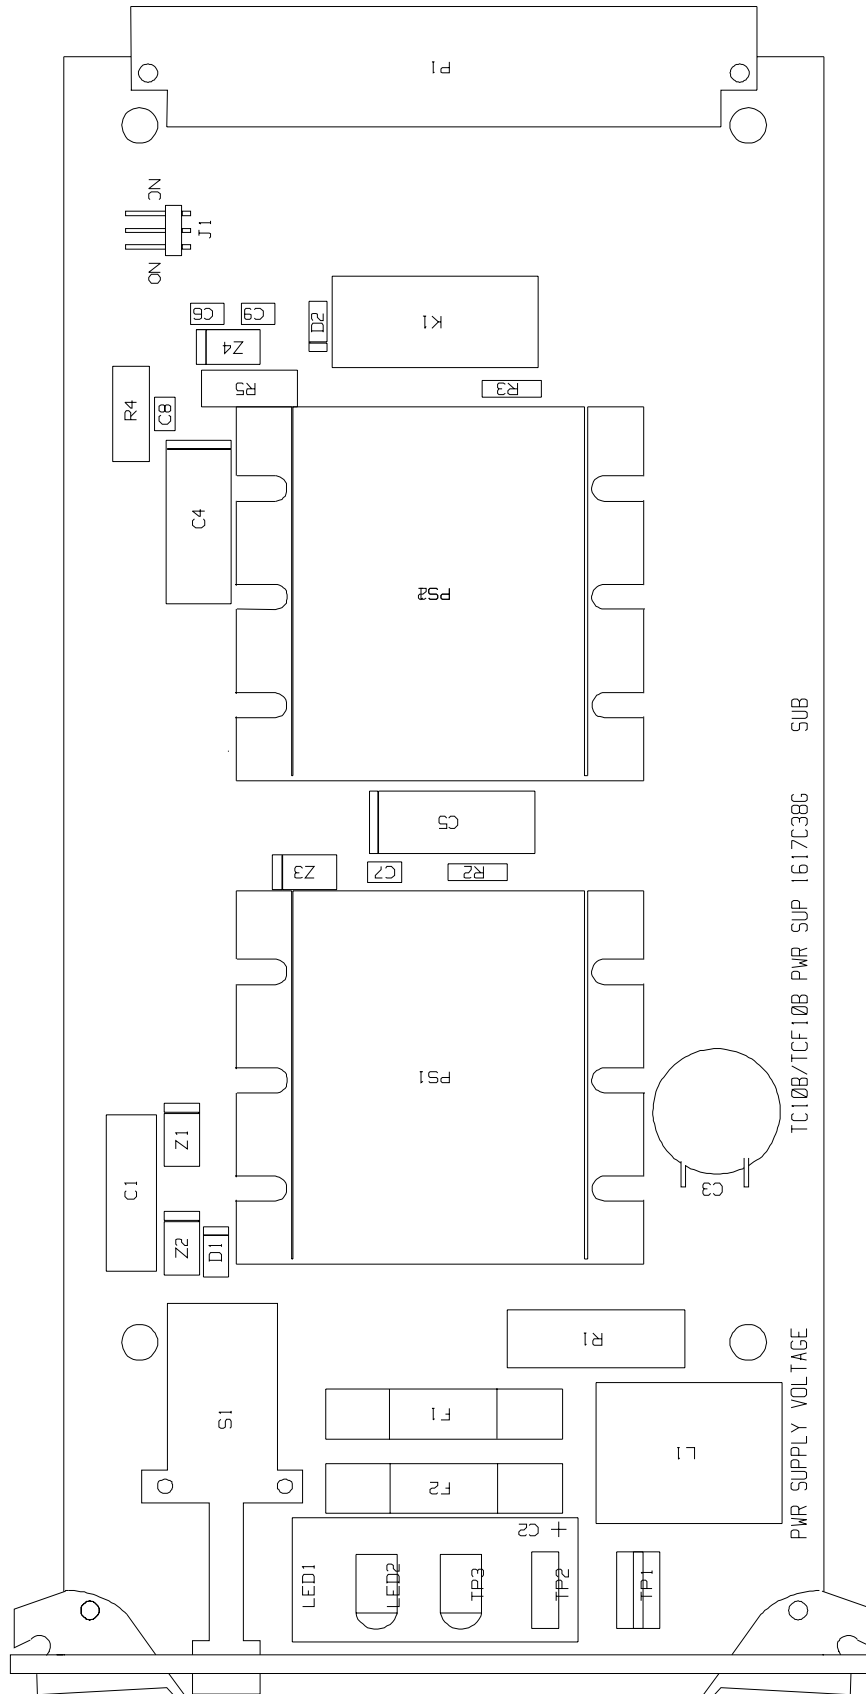 P1
NC
J1
NO
C6
C9
D2
K1
Z4
R5
R3
R4
C8
C4
PS2
SUB
C5
Z3
C7
R2
TC10B/TCF10B PWR SUP 1617C38G
PS1
Z1
C1
C3
Z2
D1
R1
PWR SUPPLY VOLTAGE
S1
F1
L1
F2
C2 +
LED1
LED2
TP3
TP2
TP1